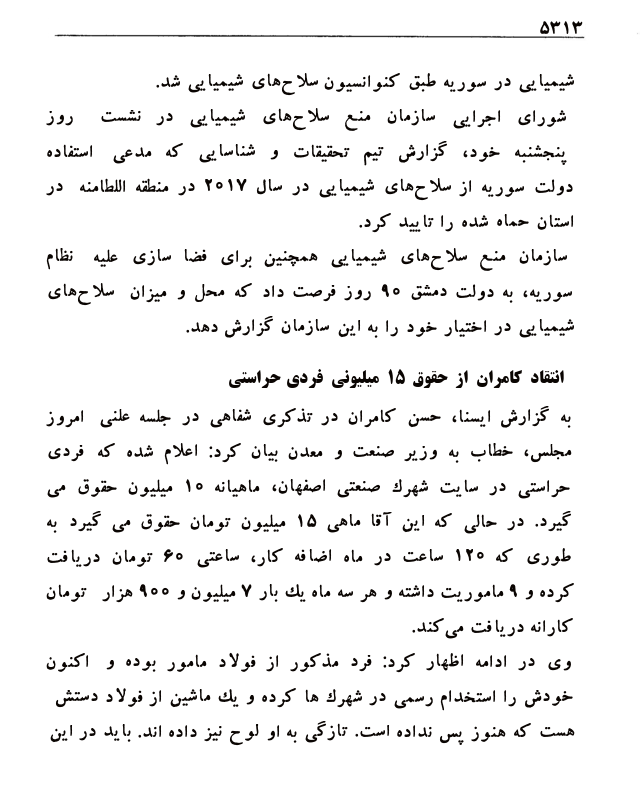 ۵۳۱۳
شیمیایی در سوریه طبق کنوانسیون سلاح‌های شیمیایی شد.
شورای اجرایی سازمان منع سلاح‌های شیمیایی در نشست روز
پنجشنبه خود، گزارش تیم تحقیقات و شناسایی که مدعی استفاده
دولت سوریه از سلاح‌های شیمیایی در سال ۲۰۱۷ در منطقه اللطامنه در
استان حماه شده را تایید کرد.
سازمان منع سلاح‌های شیمیایی همچنین برای فضا سازی علیه نظام
سوریه، به دولت دمشق ۹۰ روز فرصت داد که محل و میزان سلاح‌های
شیمیایی در اختیار خود را به این سازمان گزارش دهد.
انتقاد کامران از حقوق ۱۵ میلیونی فردی حراستی
به گزارش ایسنا، حسن کامران در تذکری شفاهی در جلسه علنی امروز
مجلس، خطاب به وزیر صنعت و معدن بیان کرد: اعلام شده که فردی
حراستی در سایت شهرك صنعتی اصفهان، ماهیانه ۱۰ میلیون حقوق می
گیرد. در حالی که این آقا ماهی ۱۵ میلیون تومان حقوق می گیرد به
طوری که ۱۲۰ ساعت در ماه اضافه کار، ساعتی ۶۰ تومان دریافت
کرده و ۹ ماموریت داشته و هر سه ماه یك بار ۷ میلیون و ۹۰۰ هزار تومان
کارانه دریافت می‌کند.
وی در ادامه اظهار کرد: فرد مذکور از فولاد مامور بوده و اکنون
خودش را استخدام رسمی در شهرك ها کرده و یك ماشین از فولاد دستش
هست که هنوز پس نداده است. تازگی به او لوح نیز داده اند. باید در این